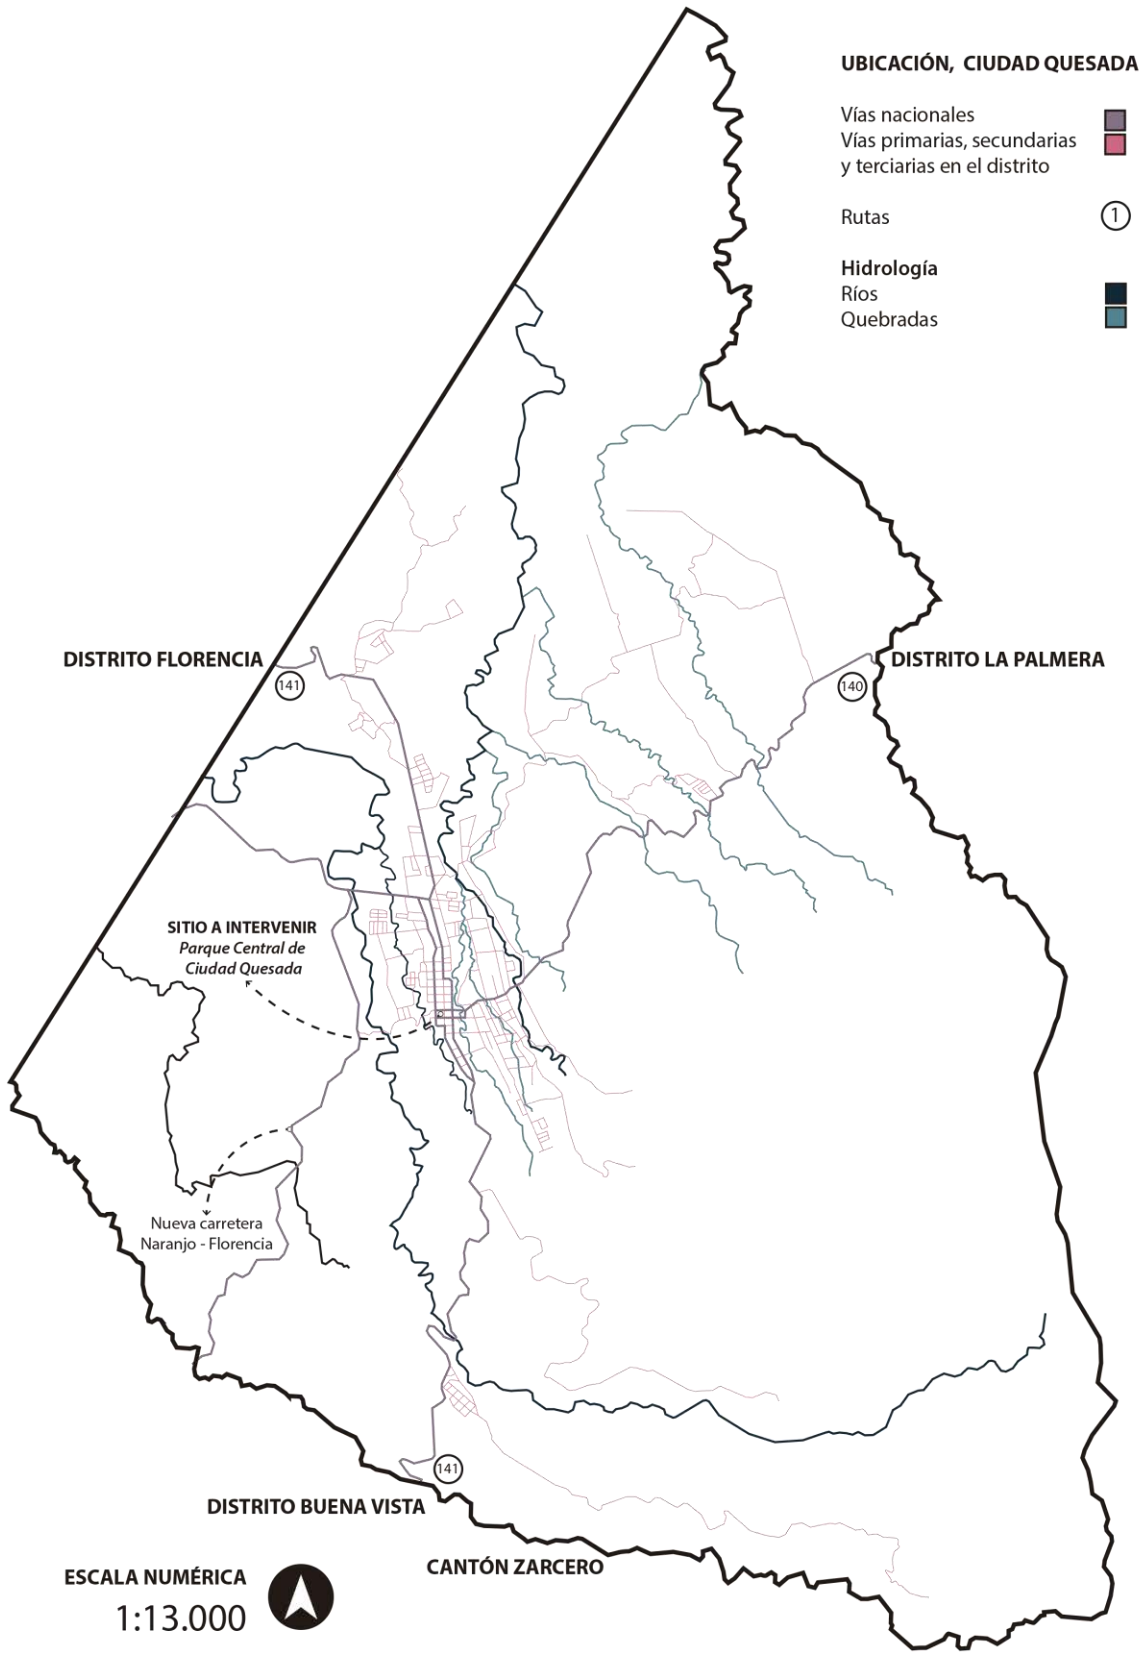 UBICACIÓN, CIUDAD QUESADA
Vías nacionales
Vías primarias, secundarias
y terciarias en el distrito
Rutas
1
Hidrología
Ríos
Quebradas
DISTRITO FLORENCIA
141
DISTRITO LA PALMERA
140
SITIO A INTERVENIR
Parque Central de
Ciudad Quesada
Nueva carretera
Naranjo - Florencia
141
DISTRITO BUENA VISTA
CANTÓN ZARCERO
ESCALA NUMÉRICA
1:13.000